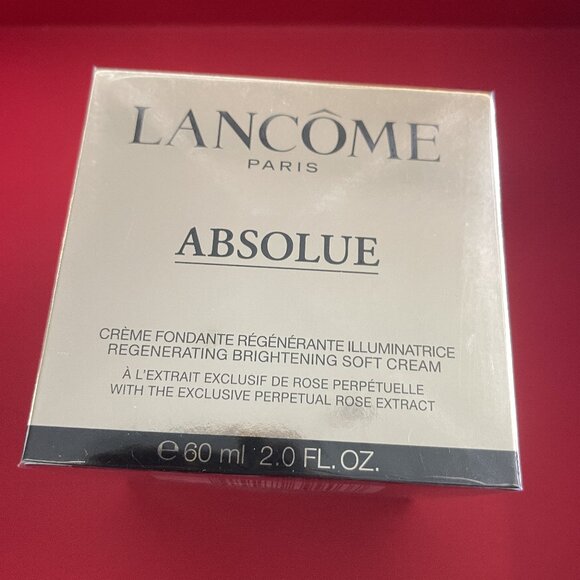 LANCÔME
PARIS
ABSOLUE
CRÈME FONDANTE RÉGÉNÉRANTE ILLUMINATRICE
REGENERATING BRIGHTENING SOFT CREAM
À L'EXTRAIT EXCLUSIF DE ROSE PERPÉTUELLE
WITH THE EXCLUSIVE PERPETUAL ROSE EXTRACT
℮ 60 ml 2.0 FL. OZ.